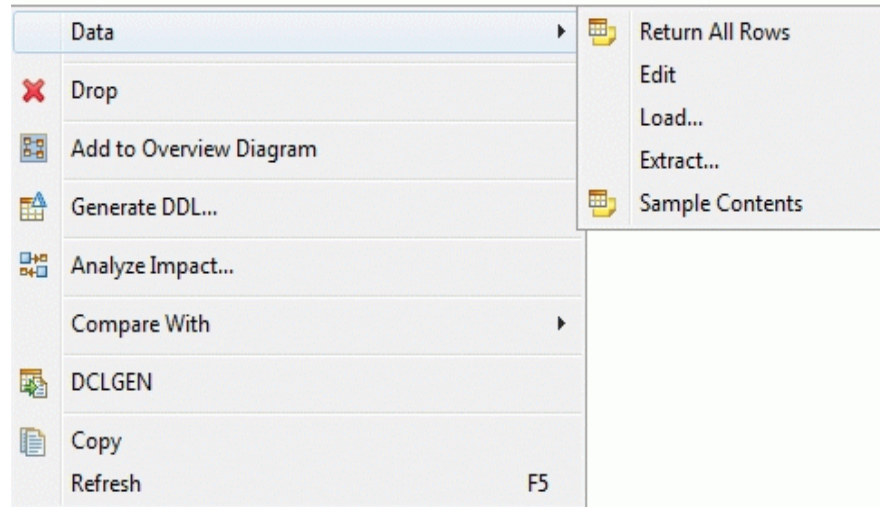 Data
Drop
Add to Overview Diagram
Generate DDL...
Analyze Impact...
Compare With
DCLGEN
Copy
Refresh F5
Return All Rows
Edit
Load...
Extract...
Sample Contents